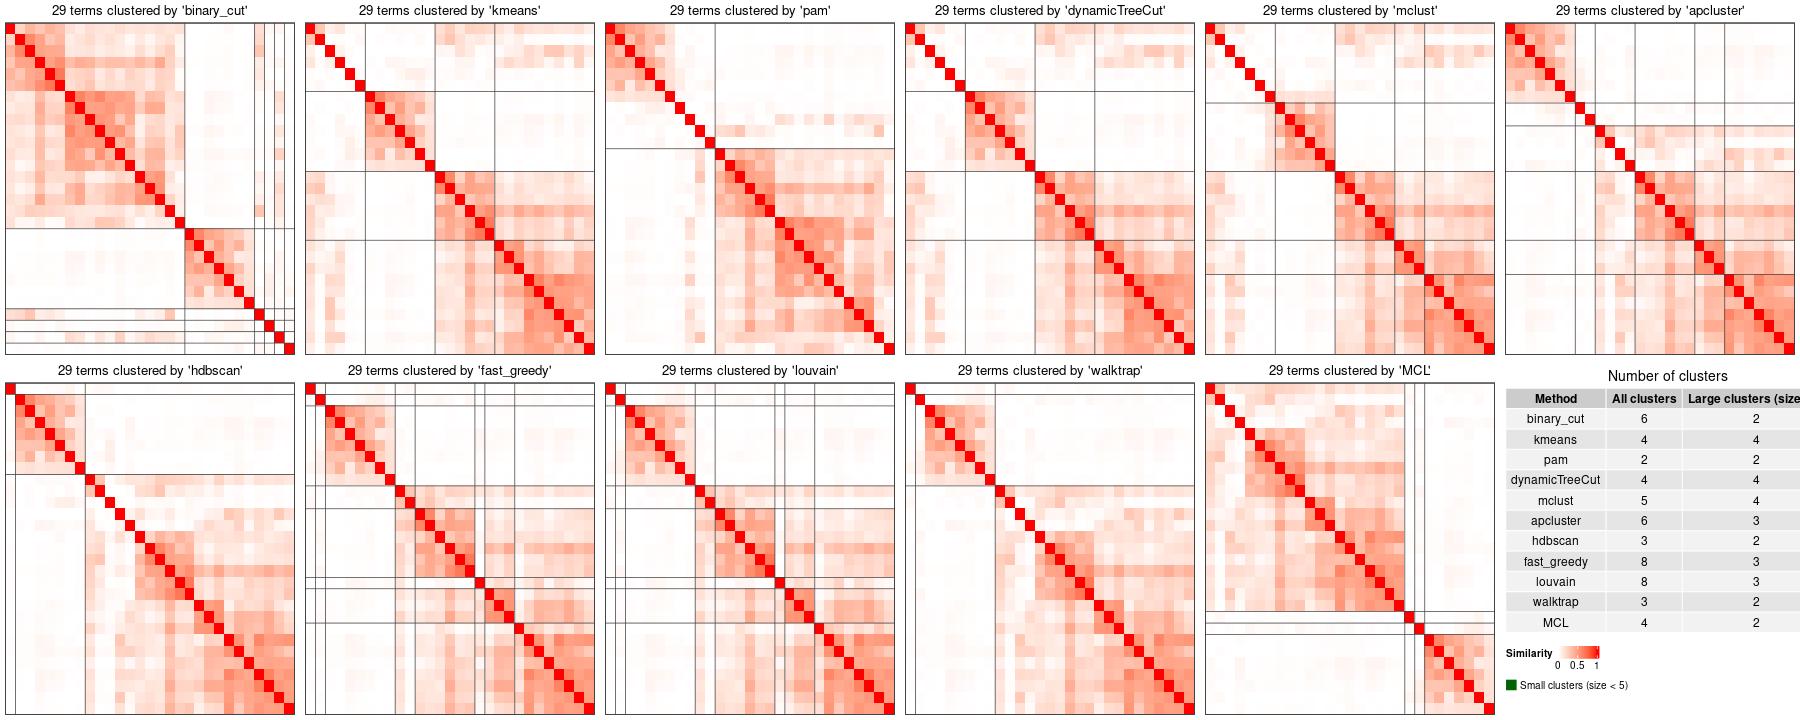 29 terms clustered by 'binary_cut'
29 terms clustered by 'kmeans'
29 terms clustered by 'pam'
29 terms clustered by 'dynamicTreeCut'
29 terms clustered by 'mclust'
29 terms clustered by 'apcluster'
29 terms clustered by 'hdbscan'
29 terms clustered by 'fast_greedy'
29 terms clustered by 'louvain'
29 terms clustered by 'walktrap'
29 terms clustered by 'MCL'
Number of clusters
Method All clusters Large clusters (size
binary_cut 6 2
kmeans 4 4
pam 2 2
dynamicTreeCut 4 4
mclust 5 4
apcluster 6 3
hdbscan 3 2
fast_greedy 8 3
louvain 8 3
walktrap 3 2
MCL 4 2
Similarity
0 0.5 1
Small clusters (size < 5)